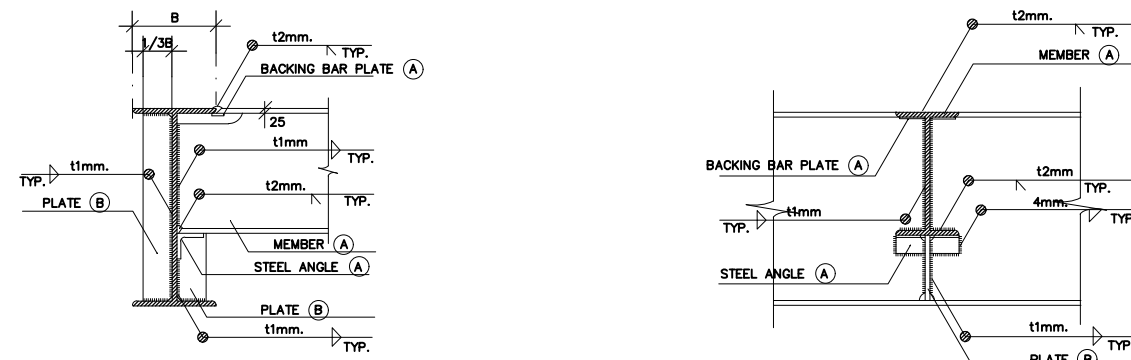 B
1/3B
t2mm.
TYP.
BACKING BAR PLATE A
25
t1mm
TYP.
t1mm.
TYP.
t2mm.
TYP.
PLATE B
MEMBER A
STEEL ANGLE A
PLATE B
t1mm.
TYP.
t2mm.
TYP.
MEMBER A
BACKING BAR PLATE A
t2mm
TYP.
4mm.
TYP.
t1mm
TYP.
STEEL ANGLE A
t1mm.
TYP.
PLATE B